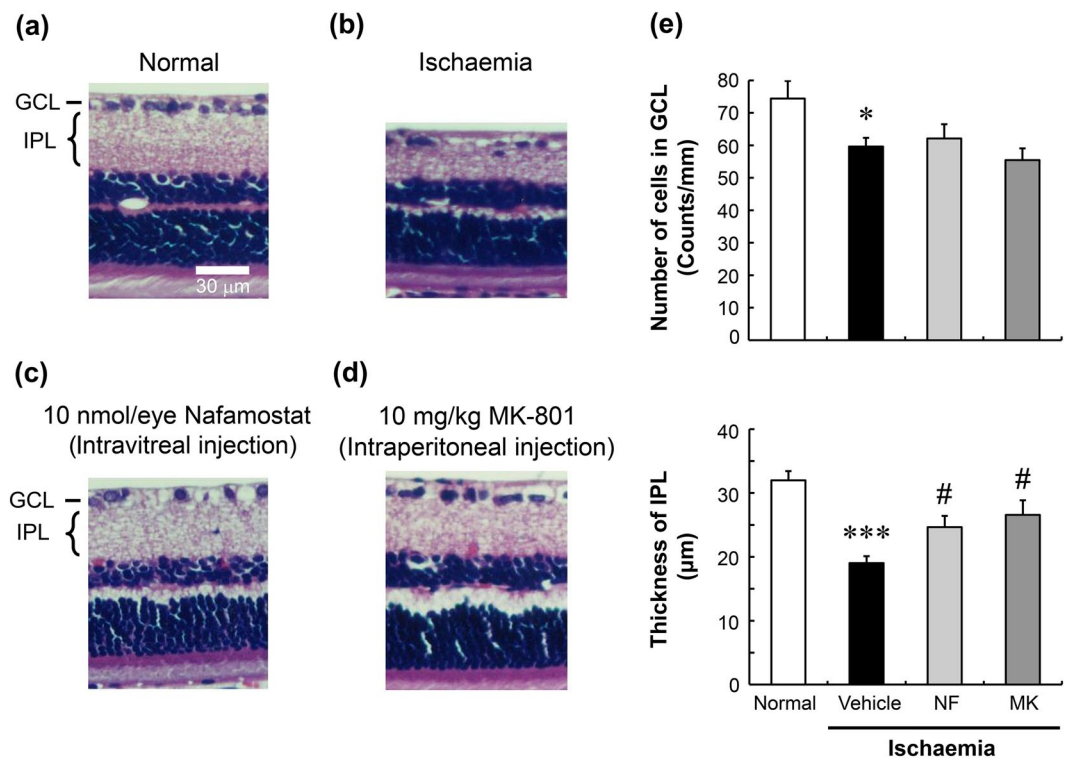 (a)
Normal
GCL
IPL
30 µm
(b)
Ischaemia
(c)
10 nmol/eye Nafamostat
(Intravitreal injection)
GCL
IPL
(d)
10 mg/kg MK-801
(Intraperitoneal injection)
(e)
Number of cells in GCL
(Counts/mm)
80
70
60
50
40
30
20
10
0
*
Thickness of IPL
(µm)
40
30
20
10
0
***
#
#
Normal
Vehicle
NF
MK
Ischaemia